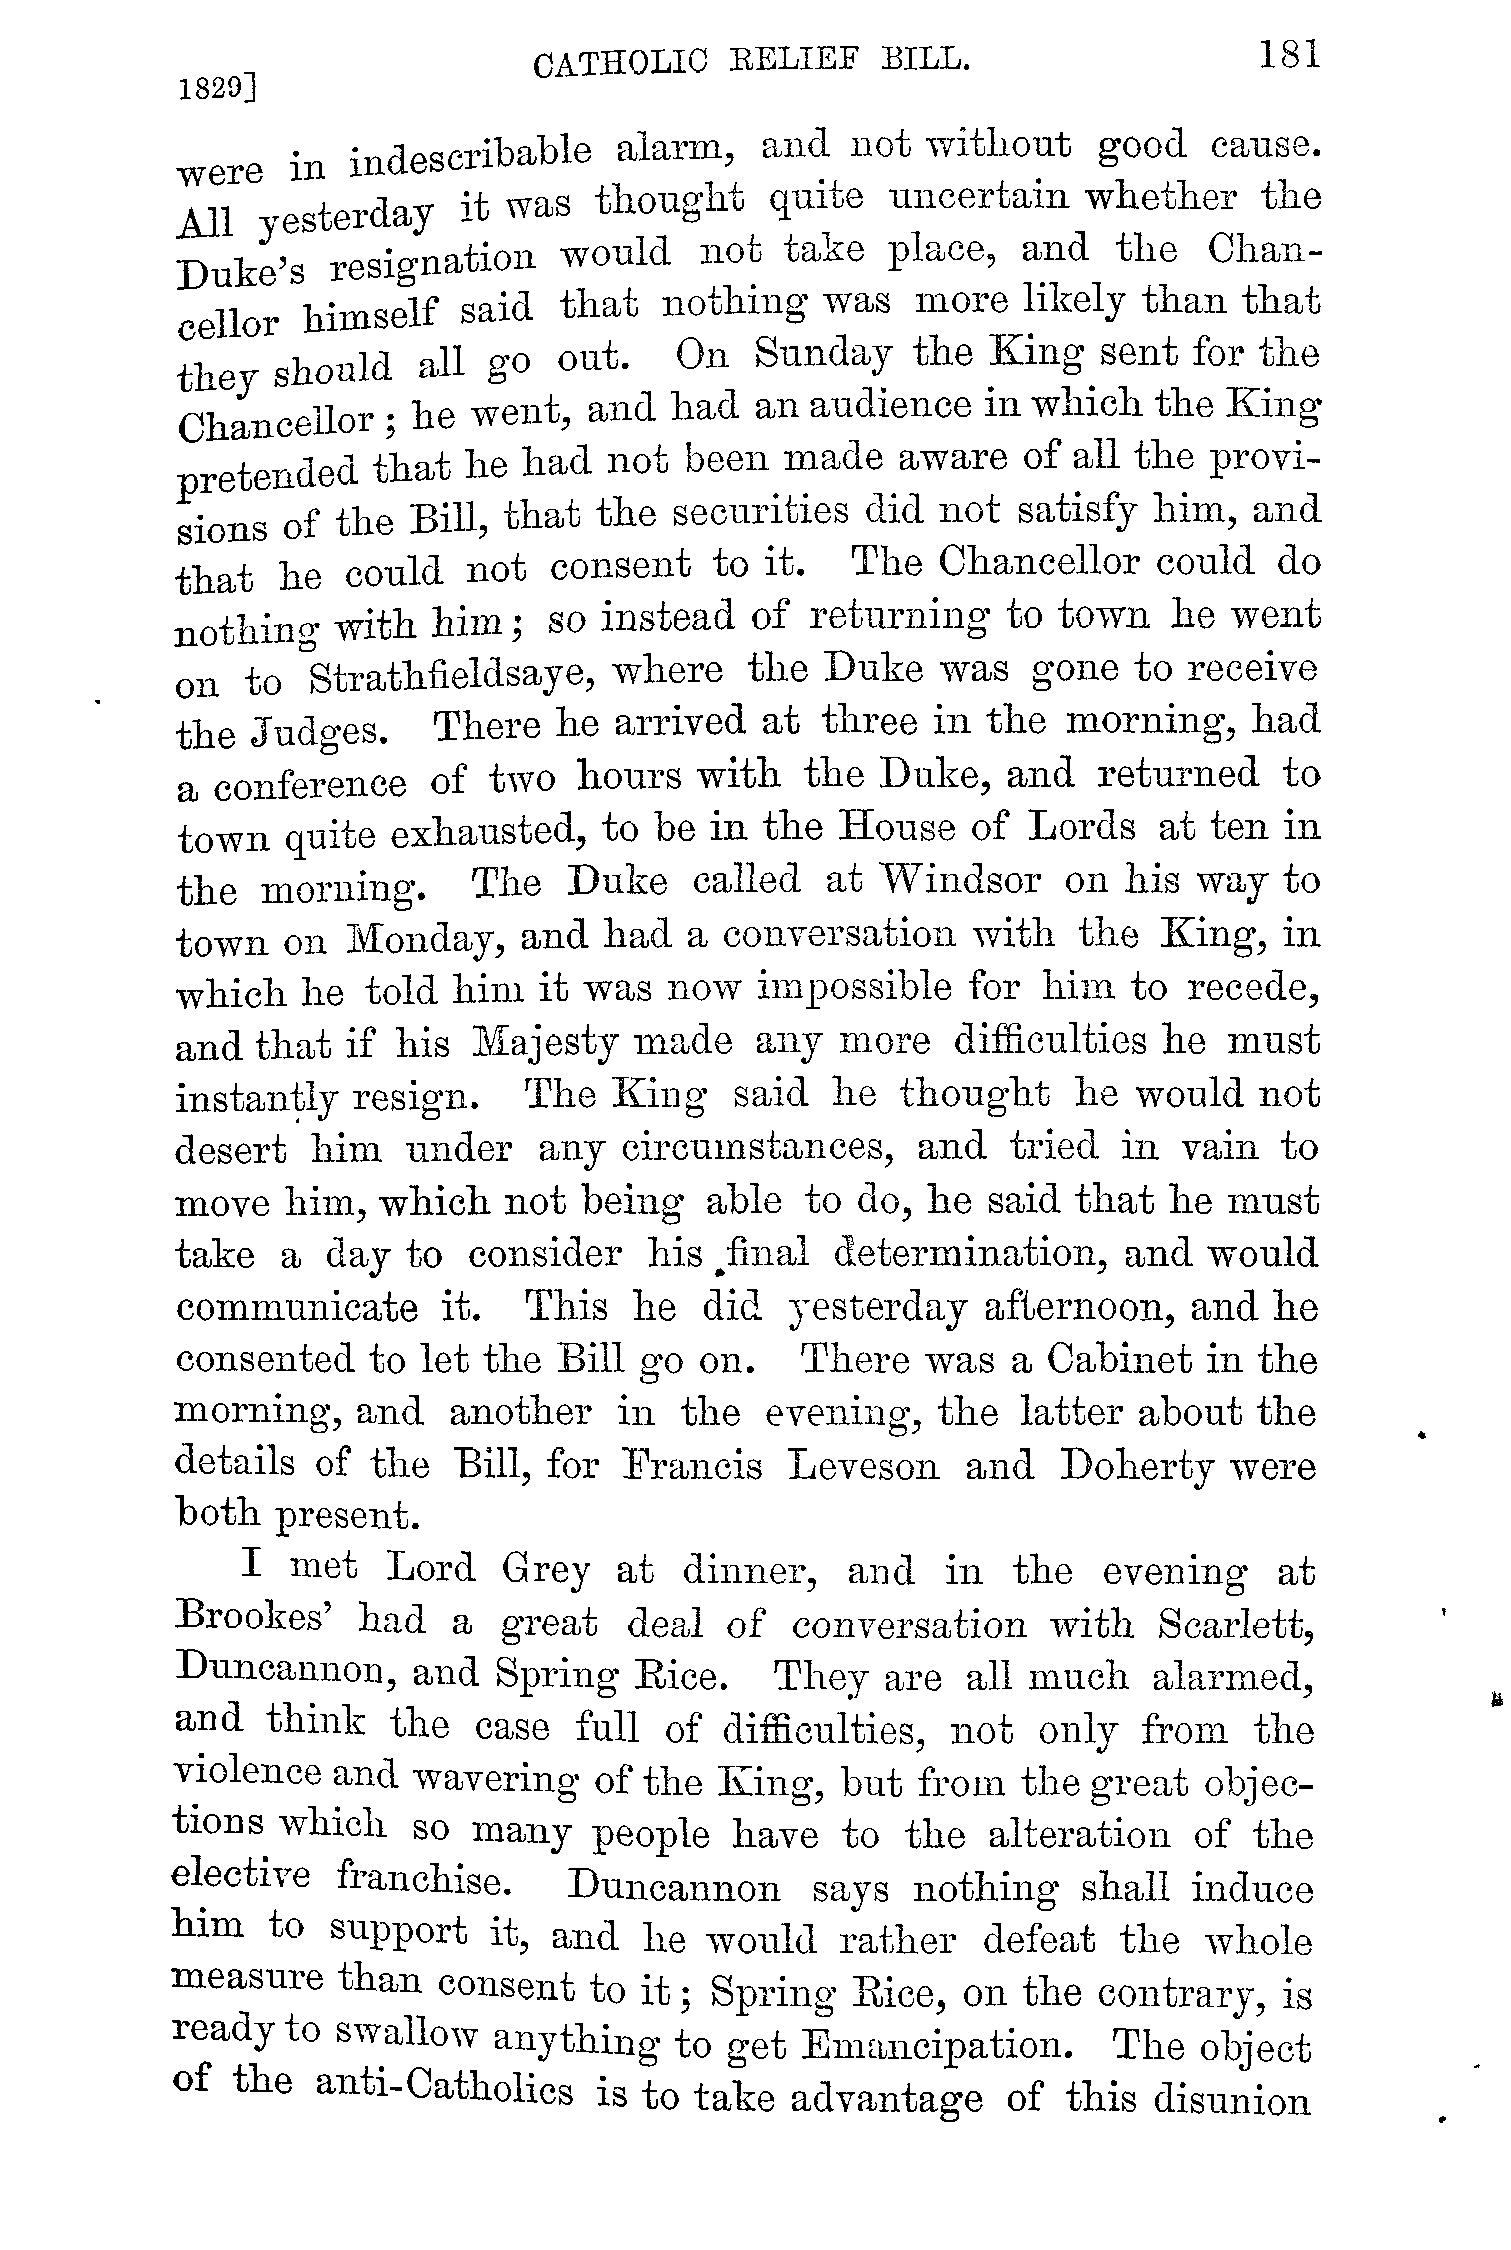 CATHOLIC RELIEF BILL. 181
1829]
were in indescribable alarm, and not without good cause.
All yesterday it was thought quite uncertain whether the
Duke's resignation would not take place, and the Chan-
cellor himself said that nothing was more likely than that
they should all go out. On Sunday the King sent for the
Chancellor; he went, and had an audience in which the King
pretended that he had not been made aware of all the provi-
sions of the Bill, that the securities did not satisfy him, and
that he could not consent to it. The Chancellor could do
nothing with him; so instead of returning to town he went
on to Strathfieldsaye, where the Duke was gone to receive
the Judges. There he arrived at three in the morning, had
a conference of two hours with the Duke, and returned to
town quite exhausted, to be in the House of Lords at ten in
the morning. The Duke called at Windsor on his way to
town on Monday, and had a conversation with the King, in
which he told him it was now impossible for him to recede,
and that if his Majesty made any more difficulties he must
instantly resign. The King said he thought he would not
desert him under any circumstances, and tried in vain to
move him, which not being able to do, he said that he must
take a day to consider his final determination, and would
communicate it. This he did yesterday afternoon, and he
consented to let the Bill go on. There was a Cabinet in the
morning, and another in the evening, the latter about the
details of the Bill, for Francis Leveson and Doherty were
both present.
I met Lord Grey at dinner, and in the evening at
Brookes' had a great deal of conversation with Scarlett,
Duncannon, and Spring Rice. They are all much alarmed,
and think the case full of difficulties, not only from the
violence and wavering of the King, but from the great objec-
tions which so many people have to the alteration of the
elective franchise. Duncannon says nothing shall induce
him to support it, and he would rather defeat the whole
measure than consent to it; Spring Rice, on the contrary, is
ready to swallow anything to get Emancipation. The object
of the anti-Catholics is to take advantage of this disunion